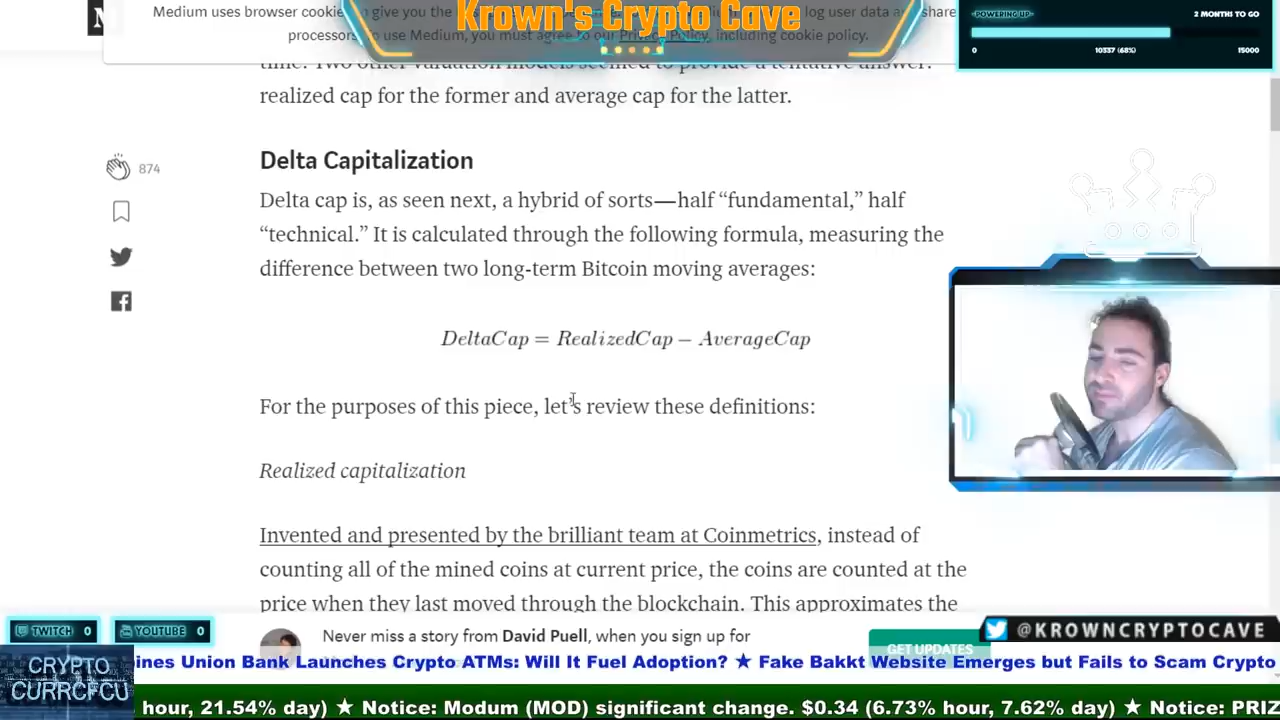 Medium uses browser cookie to give you the log user data share
Krown's Crypto Cave
processors to use Medium, you must agree to our Privacy Policy, including cookie policy.
-POWERING UP-
2 MONTHS TO GO
0
10337 (68%)
15000
time. Two other valuation models seemed to provide a tentative answer:
realized cap for the former and average cap for the latter.
Delta Capitalization
874
Delta cap is, as seen next, a hybrid of sorts—half “fundamental,” half
“technical.” It is calculated through the following formula, measuring the
difference between two long-term Bitcoin moving averages:
DeltaCap = RealizedCap − AverageCap
For the purposes of this piece, let’s review these definitions:
Realized capitalization
Invented and presented by the brilliant team at Coinmetrics, instead of
counting all of the mined coins at current price, the coins are counted at the
price when they last moved through the blockchain. This approximates the
TWITCH 0
YOUTUBE 0
Never miss a story from David Puell, when you sign up for
GET UPDATES
@KROWNCRYPTOCAVE
CRYPTO
ines Union Bank Launches Crypto ATMs: Will It Fuel Adoption? ★ Fake Bakkt Website Emerges but Fails to Scam Crypto
hour, 21.54% day) ★ Notice: Modum (MOD) significant change. $0.34 (6.73% hour, 7.62% day) ★ Notice: PRIZ